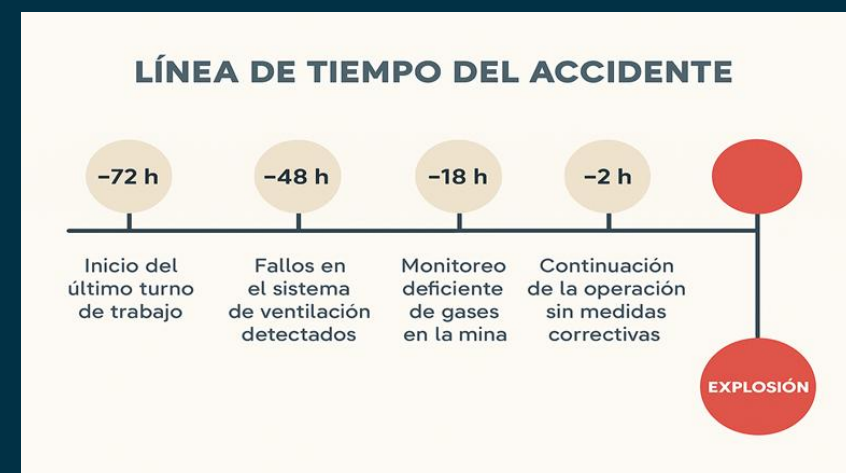 LÍNEA DE TIEMPO DEL ACCIDENTE
−72 h
Inicio del
último turno
de trabajo
−48 h
Fallos en
el sistema
de ventilación
detectados
−18 h
Monitoreo
deficiente
de gases
en la mina
−2 h
Continuación
de la operación
sin medidas
correctivas
EXPLOSIÓN